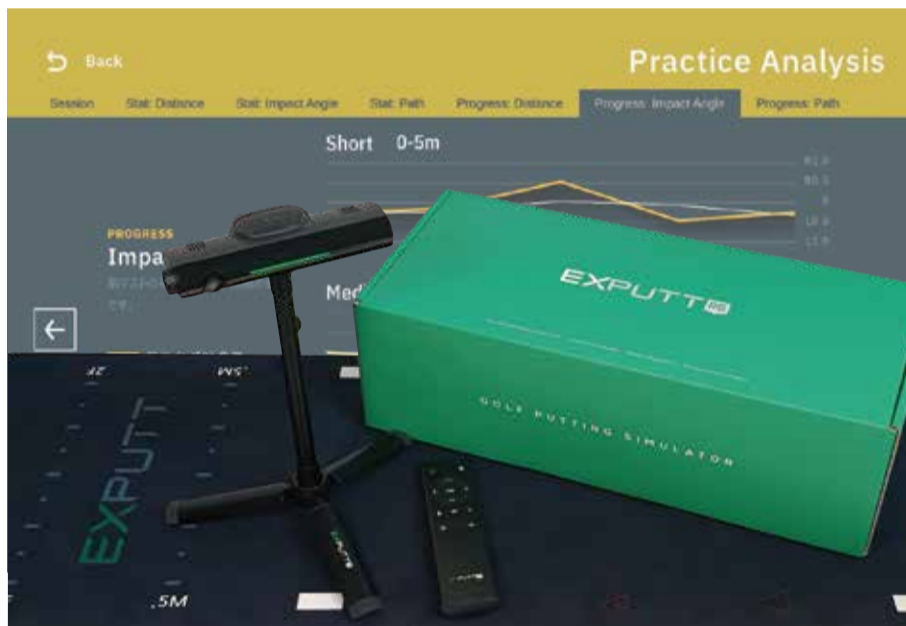 Back
Practice Analysis
Session Stat: Distance Stat: Impact Angle Stat: Path Progress: Distance Progress: Impact Angle Progress: Path
Short 0-5m
PROGRESS
Impa
Med
EXPUTT RG
GOLF PUTTING SIMULATOR
EXPUTT
.5M